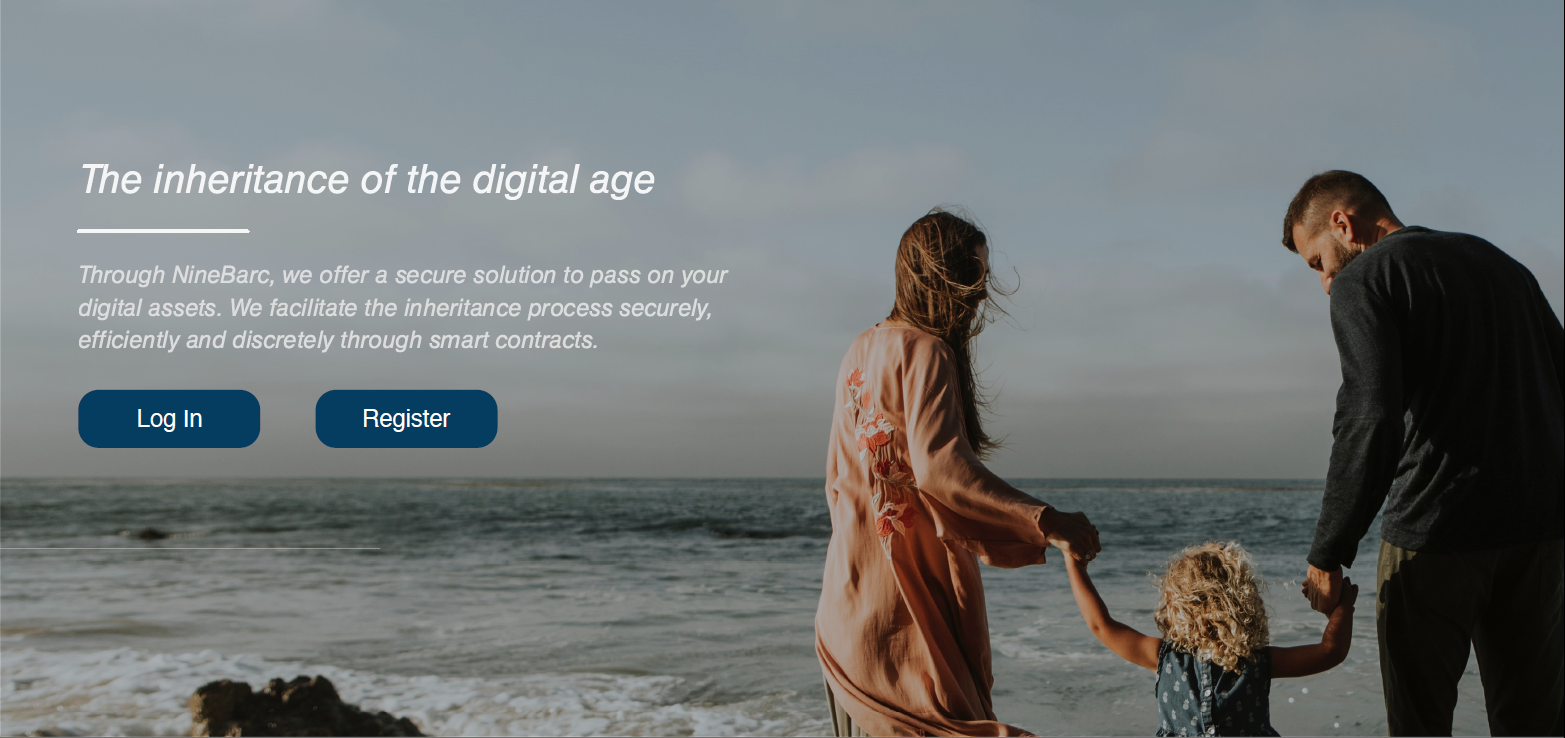 The inheritance of the digital age
Through NineBarc, we offer a secure solution to pass on your
digital assets. We facilitate the inheritance process securely,
efficiently and discretely through smart contracts.
Log In
Register